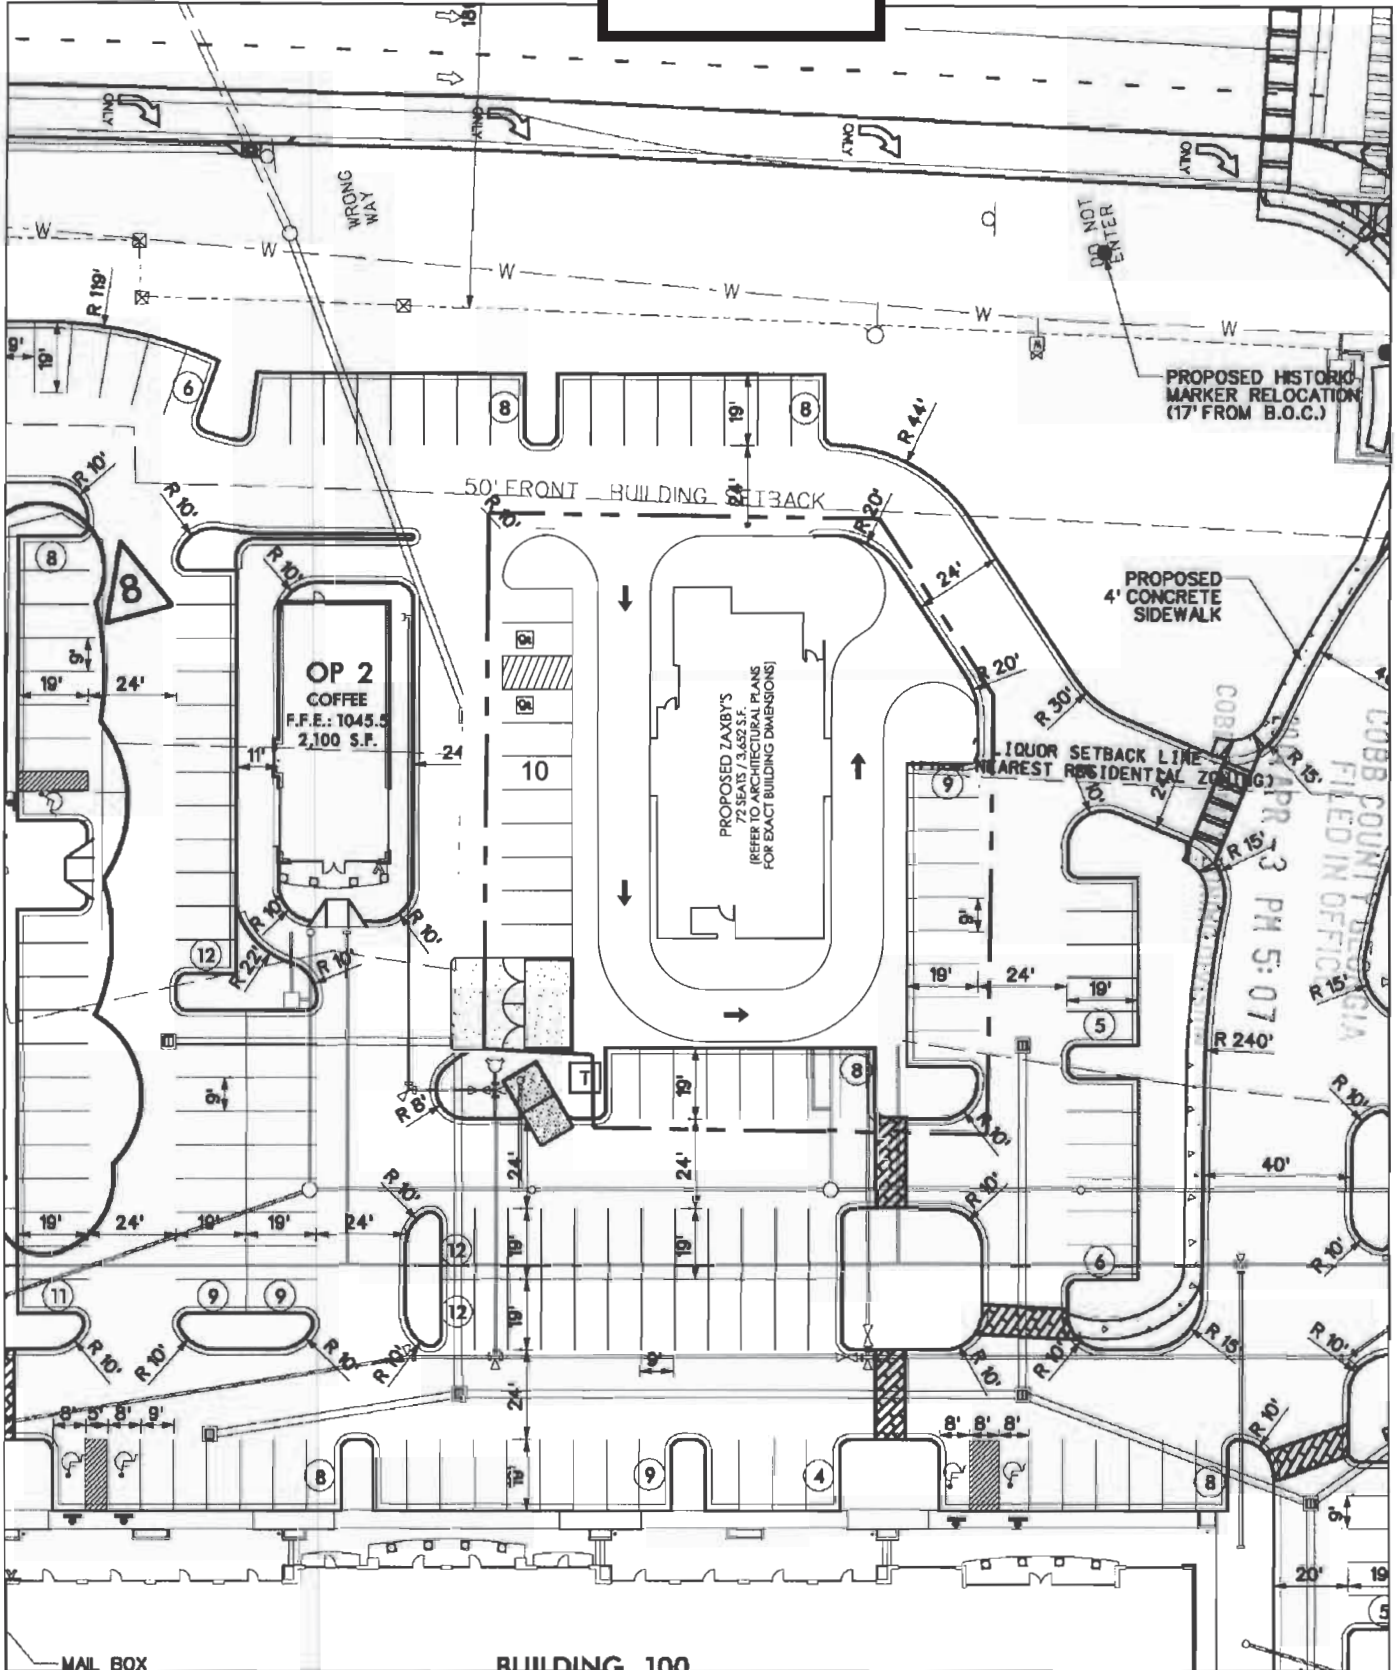 180
ONLY
ONLY
ONLY
ONLY
WRONG
WAY
DO NOT
ENTER
W
W
W
W
W
W
R 119'
9'
19'
6
8
8
19'
R 44'
PROPOSED HISTORIC
MARKER RELOCATION
(17' FROM B.O.C.)
50' FRONT BUILDING SETBACK
24'
R 10'
R 10'
R 10'
R 20'
24'
8
8
R 10'
PROPOSED
4' CONCRETE
SIDEWALK
OP 2
COFFEE
F.F.E.: 1045.5
2,100 S.F.
9'
19'
24'
11'
24
10
PROPOSED ZAXBY'S
72 SEATS / 3,652 S.F.
(REFER TO ARCHITECTURAL PLANS
FOR EXACT BUILDING DIMENSIONS)
R 20'
R 30'
LIQUOR SETBACK LINE
NEAREST RESIDENTIAL ZONING)
9
R 15'
R 15'
COBB COUNTY GEORGIA
FILED IN OFFICE
APR -3 PM 5:07
9'
R 10'
R 10'
R 22'
R 10'
12
19'
24'
19'
5
R 15'
R 240'
9'
R 8'
T
19'
8
R 10'
R 10'
24'
24'
R 10'
R 10'
40'
19'
24'
19'
19'
24'
12
12
19'
19'
19'
6
R 10'
11
9
9
R 10'
R 10'
R 10'
R 10'
R 10'
R 10'
R 15'
R 10'
9'
24'
8'
5'
8'
9'
8'
8'
8'
R 10'
8
9
4
8
9'
20'
19
5
MAIL BOX
BUILDING 100